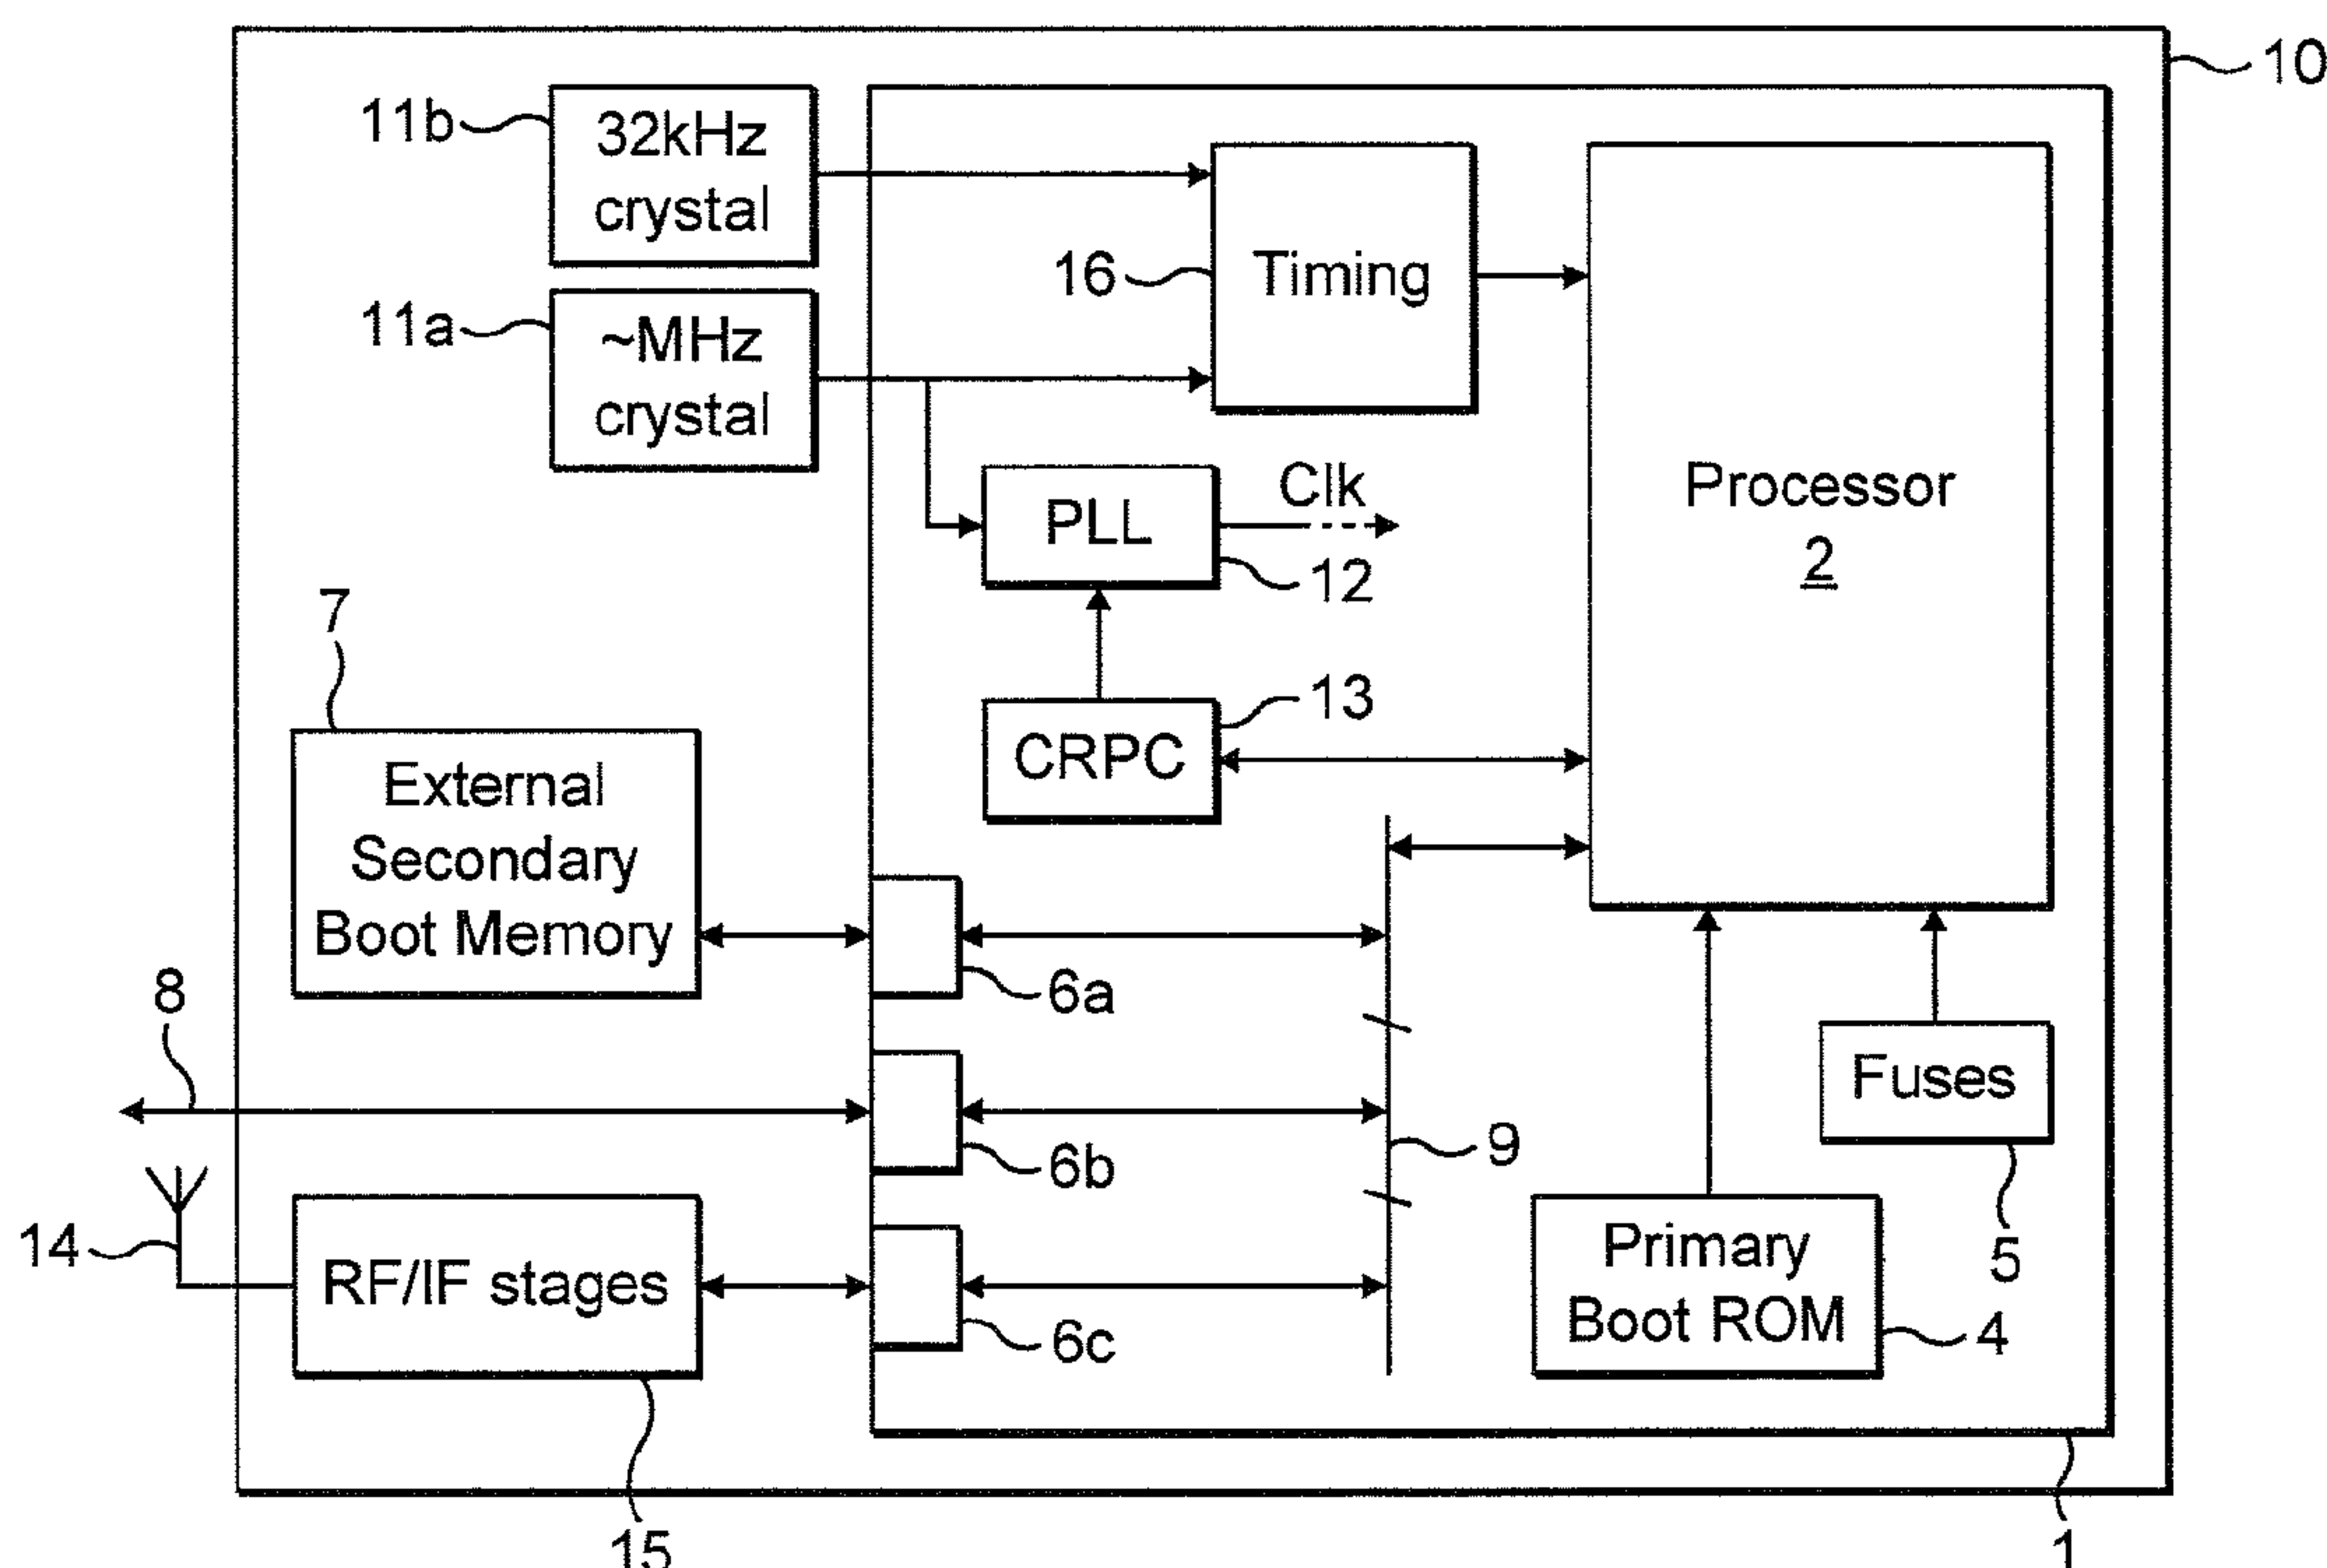 10
11b
32kHz
crystal
11a
~MHz
crystal
16
Timing
Processor
2
PLL
Clk
12
7
13
CRPC
External
Secondary
Boot Memory
6a
8
6b
9
Fuses
5
14
RF/IF stages
6c
Primary
Boot ROM
4
15
1